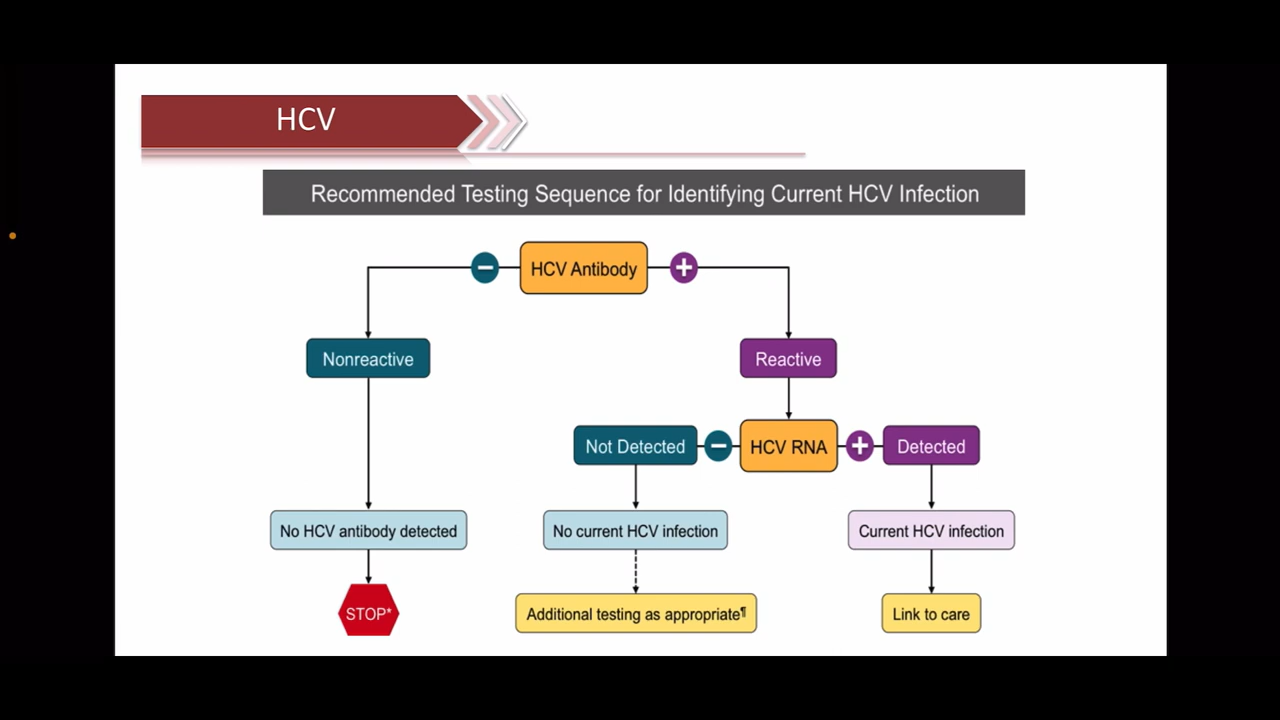 HCV
Recommended Testing Sequence for Identifying Current HCV Infection
− HCV Antibody +
Nonreactive
Reactive
Not Detected − HCV RNA + Detected
No HCV antibody detected
No current HCV infection
Current HCV infection
STOP*
Additional testing as appropriate¶
Link to care